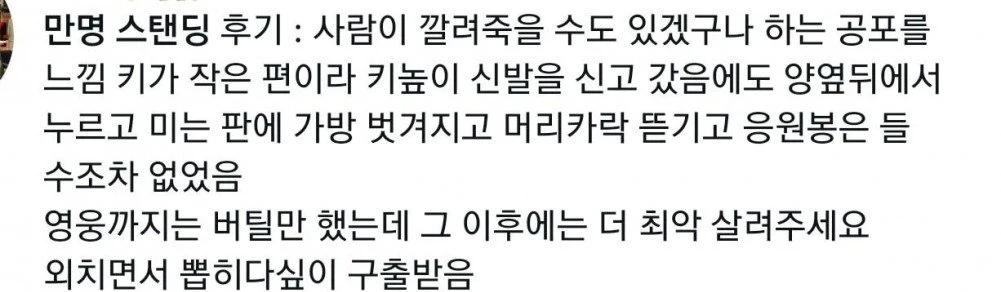 만명 스탠딩 후기 : 사람이 깔려죽을 수도 있겠구나 하는 공포를
느낌 키가 작은 편이라 키높이 신발을 신고 갔음에도 양옆뒤에서
누르고 미는 판에 가방 벗겨지고 머리카락 뜯기고 응원봉은 들
수조차 없었음
영웅까지는 버틸만 했는데 그 이후에는 더 최악 살려주세요
외치면서 뽑히다싶이 구출받음